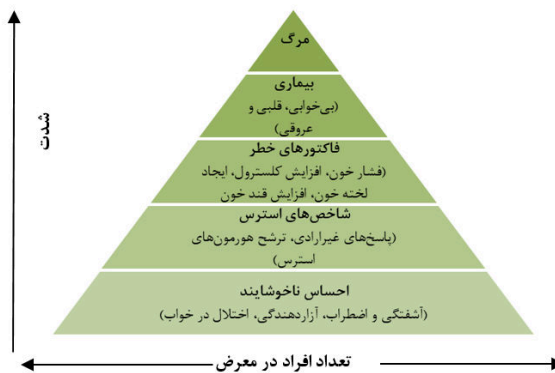 مرگ
بیماری
(بی‌خوابی، قلبی و
عروقی)
فاکتورهای خطر
(فشار خون، افزایش کلسترول، ایجاد
لخته خون، افزایش قند خون
شاخص‌های استرس
(پاسخ‌های غیرارادی، ترشح هورمون‌های
استرس)
احساس ناخوشایند
(آشفتگی و اضطراب، آزاردهندگی، اختلال در خواب)
شدت
تعداد افراد در معرض